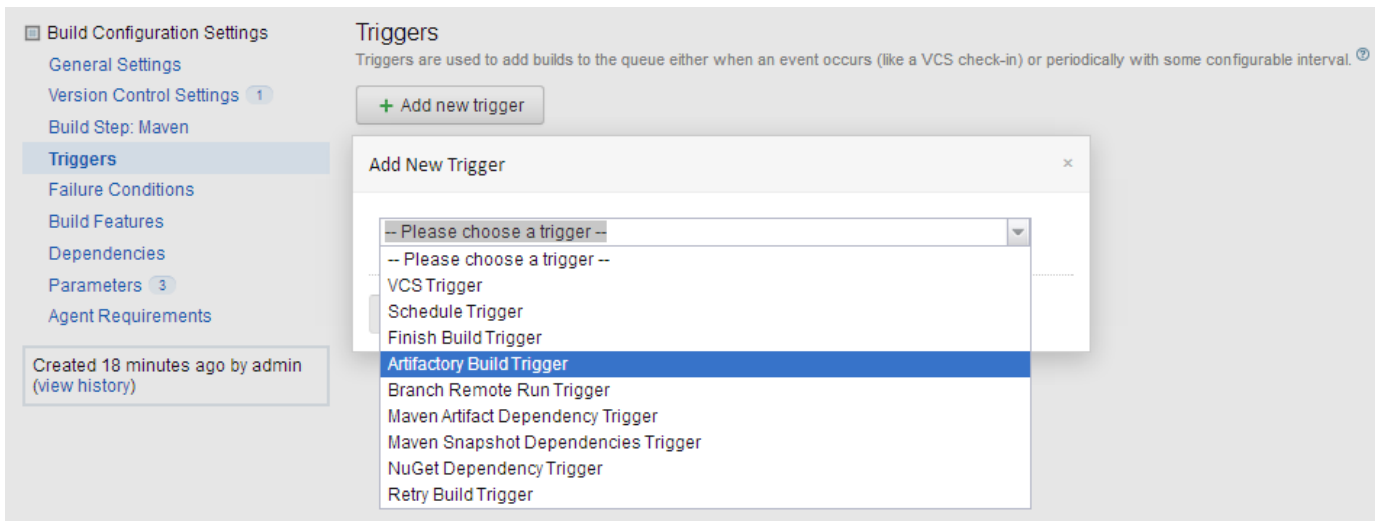 Build Configuration Settings
General Settings
Version Control Settings 1
Build Step: Maven
Triggers
Failure Conditions
Build Features
Dependencies
Parameters 3
Agent Requirements
Created 18 minutes ago by admin
(view history)
Triggers
Triggers are used to add builds to the queue either when an event occurs (like a VCS check-in) or periodically with some configurable interval. ?
+ Add new trigger
Add New Trigger ×
-- Please choose a trigger --
-- Please choose a trigger --
VCS Trigger
Schedule Trigger
Finish Build Trigger
Artifactory Build Trigger
Branch Remote Run Trigger
Maven Artifact Dependency Trigger
Maven Snapshot Dependencies Trigger
NuGet Dependency Trigger
Retry Build Trigger